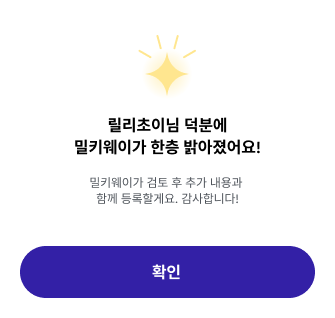 릴리초이님 덕분에
밀키웨이가 한층 밝아졌어요!
밀키웨이가 검토 후 추가 내용과
함께 등록할게요. 감사합니다!
확인